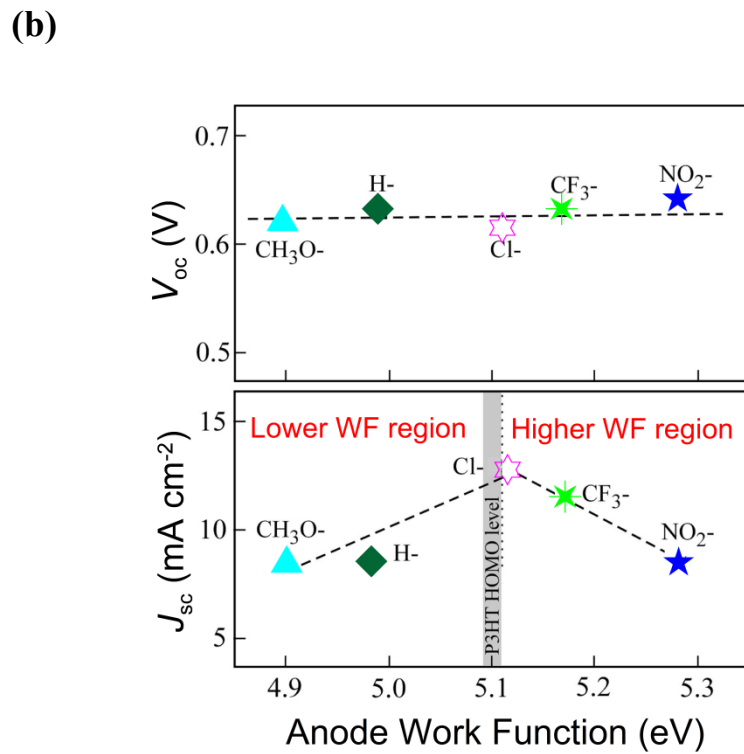 (b)
0.7
0.6
0.5
V_oc (V)
CH₃O-
H-
Cl-
CF₃-
NO₂-
15
10
5
J_sc (mA cm⁻²)
Lower WF region
Higher WF region
CH₃O-
H-
Cl-
P3HT HOMO level
CF₃-
NO₂-
4.9 5.0 5.1 5.2 5.3
Anode Work Function (eV)